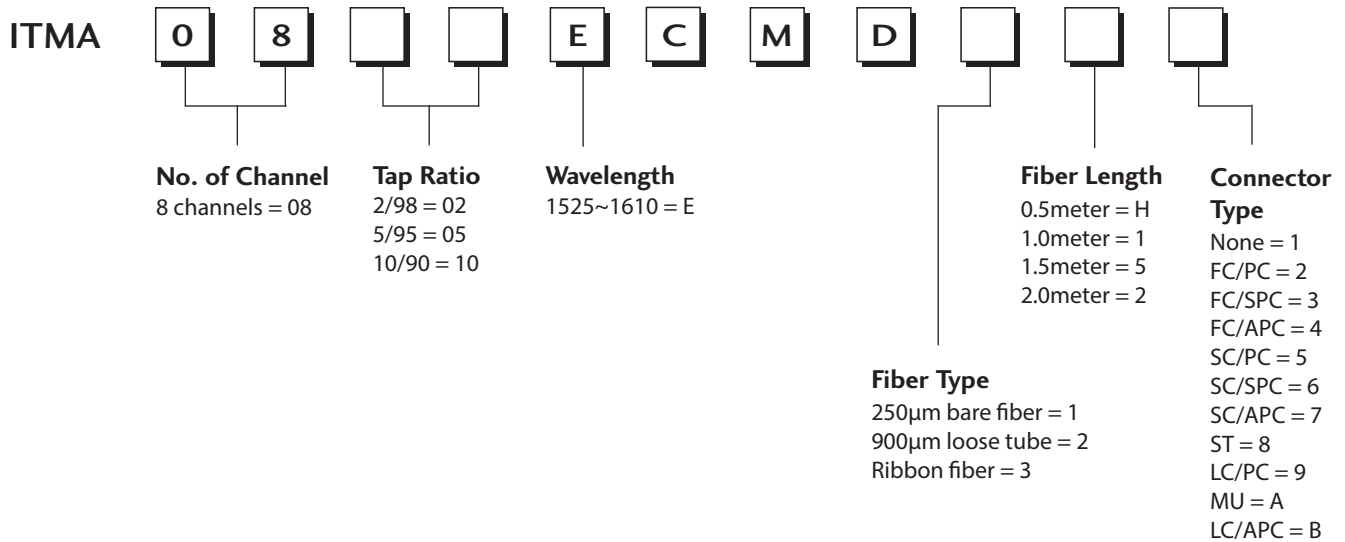 ITMA 0 8 E C M D
No. of Channel
8 channels = 08
Tap Ratio
2/98 = 02
5/95 = 05
10/90 = 10
Wavelength
1525~1610 = E
Fiber Type
250µm bare fiber = 1
900µm loose tube = 2
Ribbon fiber = 3
Fiber Length
0.5meter = H
1.0meter = 1
1.5meter = 5
2.0meter = 2
Connector
Type
None = 1
FC/PC = 2
FC/SPC = 3
FC/APC = 4
SC/PC = 5
SC/SPC = 6
SC/APC = 7
ST = 8
LC/PC = 9
MU = A
LC/APC = B